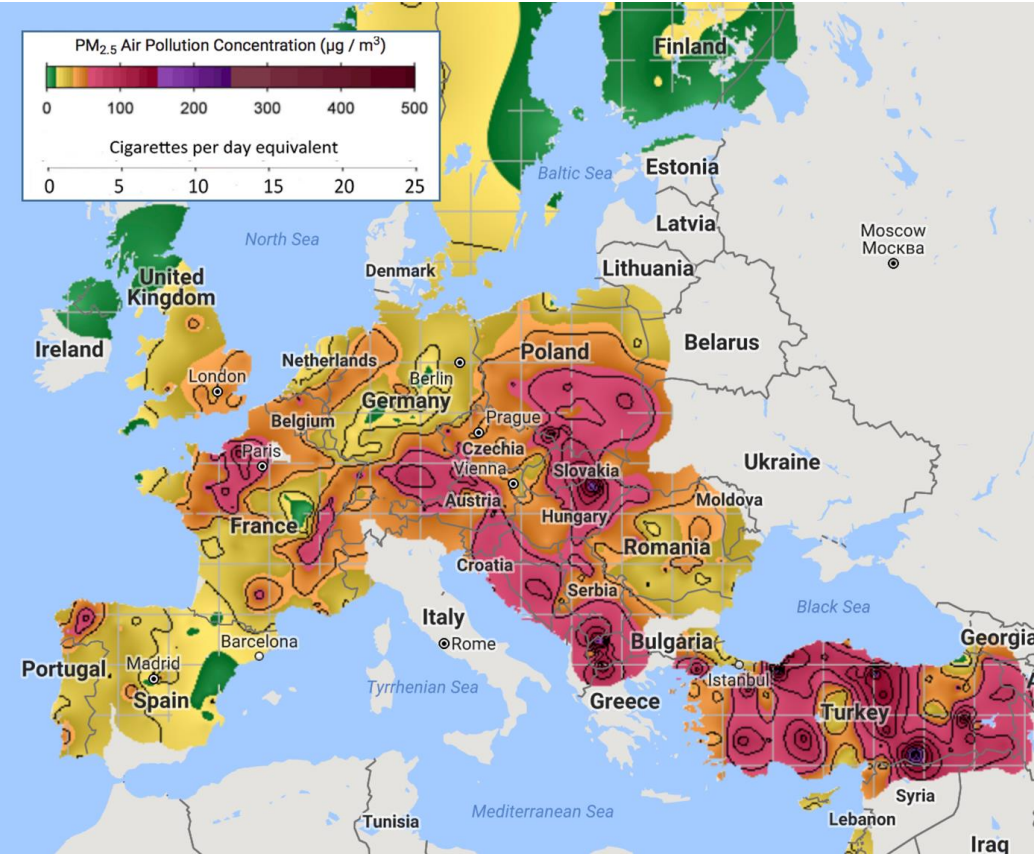 PM2.5 Air Pollution Concentration (μg / m³)
0 100 200 300 400 500
Cigarettes per day equivalent
0 5 10 15 20 25
Finland
Estonia
Baltic Sea
Latvia
Moscow
Москва
North Sea
Lithuania
Denmark
United
Kingdom
Ireland
Belarus
Netherlands
Poland
London
Berlin
Germany
Belgium
Prague
Czechia
Paris
Vienna
Slovakia
Ukraine
Austria
Moldova
France
Hungary
Romania
Croatia
Serbia
Black Sea
Italy
Rome
Barcelona
Bulgaria
Georgia
Portugal
Madrid
Spain
Tyrrhenian Sea
Istanbul
Greece
Turkey
Syria
Mediterranean Sea
Lebanon
Tunisia
Iraq